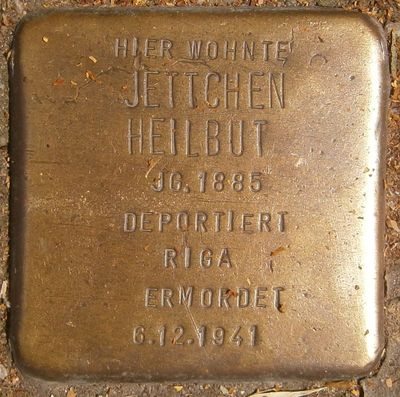 HIER WOHNTE
JETTCHEN
HEILBUT
JG. 1885
DEPORTIERT
RIGA
ERMORDET
6.12.1941